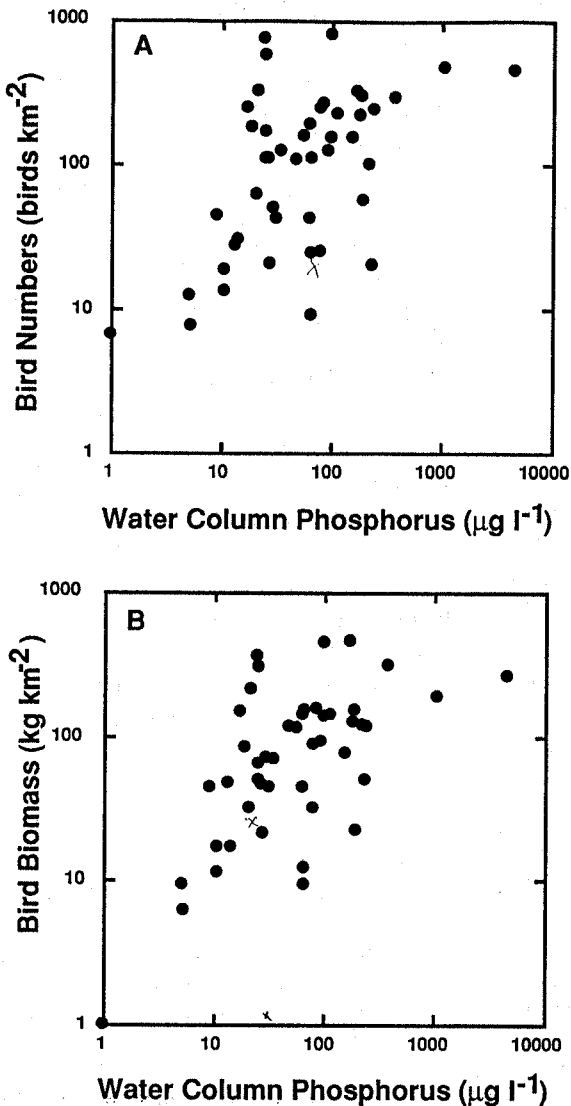 A
1000
100
10
1
Bird Numbers (birds km-2)
1 10 100 1000 10000
Water Column Phosphorus (µg l-1)
B
1000
100
10
1
Bird Biomass (kg km-2)
1 10 100 1000 10000
Water Column Phosphorus (µg l-1)